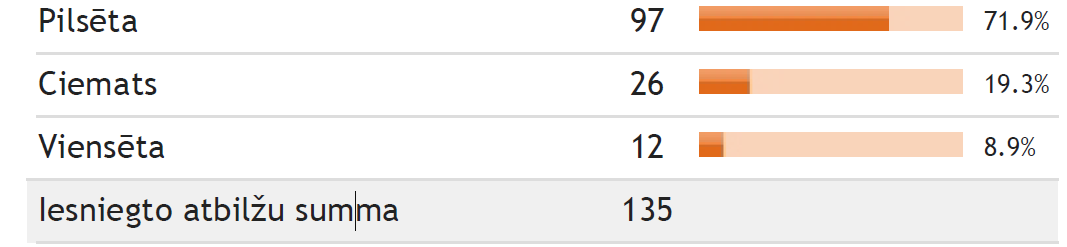 Pilsēta 97 71.9%
Ciemats 26 19.3%
Viensēta 12 8.9%
Iesniegto atbilžu summa 135